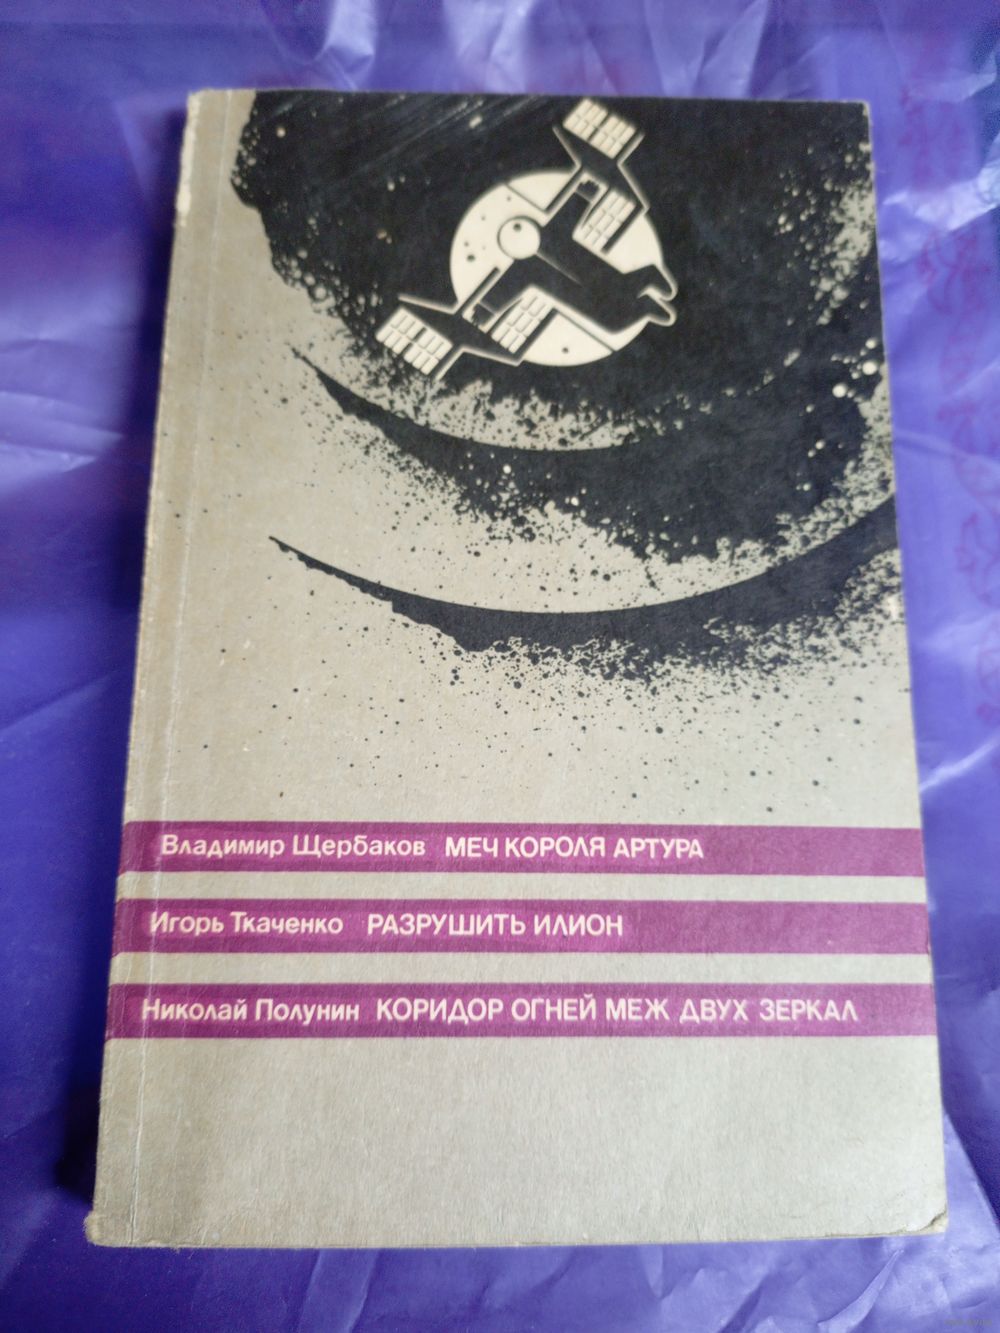 Владимир Щербаков МЕЧ КОРОЛЯ АРТУРА
Игорь Ткаченко РАЗРУШИТЬ ИЛИОН
Николай Полунин КОРИДОР ОГНЕЙ МЕЖ ДВУХ ЗЕРКАЛ